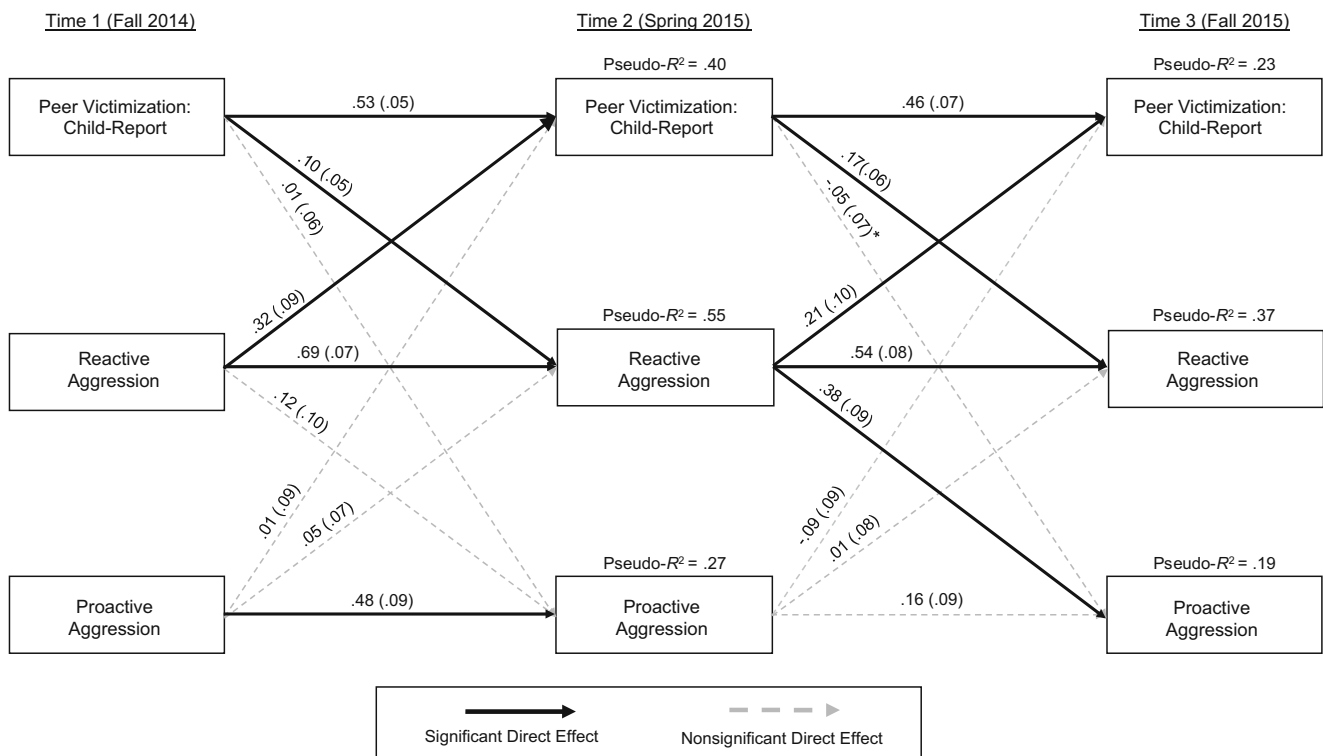 Time 1 (Fall 2014)
Time 2 (Spring 2015)
Time 3 (Fall 2015)
Pseudo-R² = .40
Pseudo-R² = .23
Peer Victimization:
Child-Report
.53 (.05)
Peer Victimization:
Child-Report
.46 (.07)
Peer Victimization:
Child-Report
.10 (.05)
.01 (.06)
.17(.06)
-.05 (.07)*
.32 (.09)
.21 (.10)
Pseudo-R² = .55
Pseudo-R² = .37
Reactive
Aggression
.69 (.07)
Reactive
Aggression
.54 (.08)
Reactive
Aggression
.12 (.10)
.38(.09)
.01 (.09)
.05 (.07)
-.09 (.09)
.01 (.08)
Pseudo-R² = .27
Pseudo-R² = .19
Proactive
Aggression
.48 (.09)
Proactive
Aggression
.16 (.09)
Proactive
Aggression
Significant Direct Effect
Nonsignificant Direct Effect